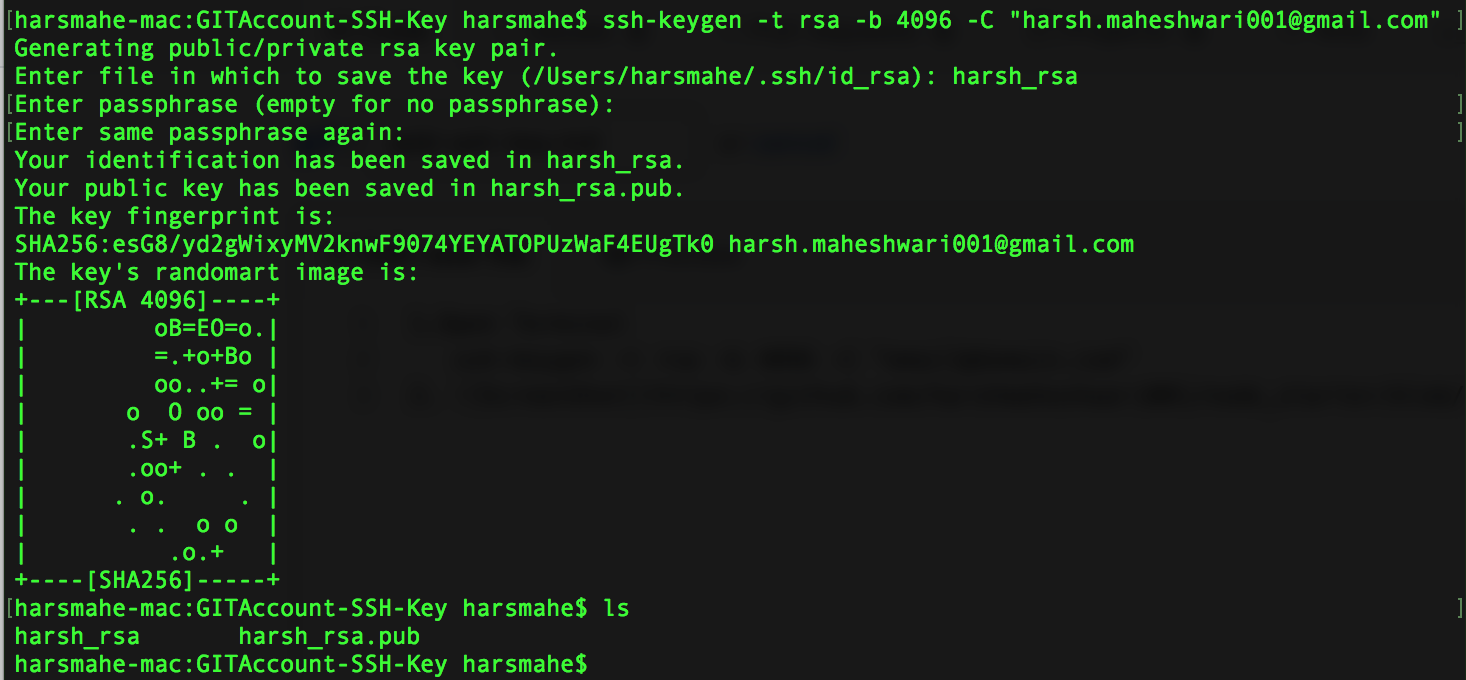 [harsmahe-mac:GITAccount-SSH-Key harsmahe$ ssh-keygen -t rsa -b 4096 -C "harsh.maheshwari001@gmail.com" ]
Generating public/private rsa key pair.
Enter file in which to save the key (/Users/harsmahe/.ssh/id_rsa): harsh_rsa
[Enter passphrase (empty for no passphrase): ]
[Enter same passphrase again: ]
Your identification has been saved in harsh_rsa.
Your public key has been saved in harsh_rsa.pub.
The key fingerprint is:
SHA256:esG8/yd2gWixyMV2knwF9074YEYATOPUzWaF4EUgTk0 harsh.maheshwari001@gmail.com
The key's randomart image is:
+---[RSA 4096]----+
|         oB=EO=o.|
|         =.+o+Bo |
|         oo..+= o|
|       o  O oo = |
|       .S+ B .  o|
|       .oo+ . .  |
|      . o.     . |
|       . .  o o  |
|          .o.+   |
+----[SHA256]-----+
[harsmahe-mac:GITAccount-SSH-Key harsmahe$ ls ]
harsh_rsa       harsh_rsa.pub
harsmahe-mac:GITAccount-SSH-Key harsmahe$